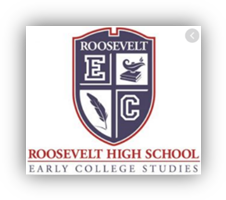 ROOSEVELT
E
C
ROOSEVELT HIGH SCHOOL
EARLY COLLEGE STUDIES